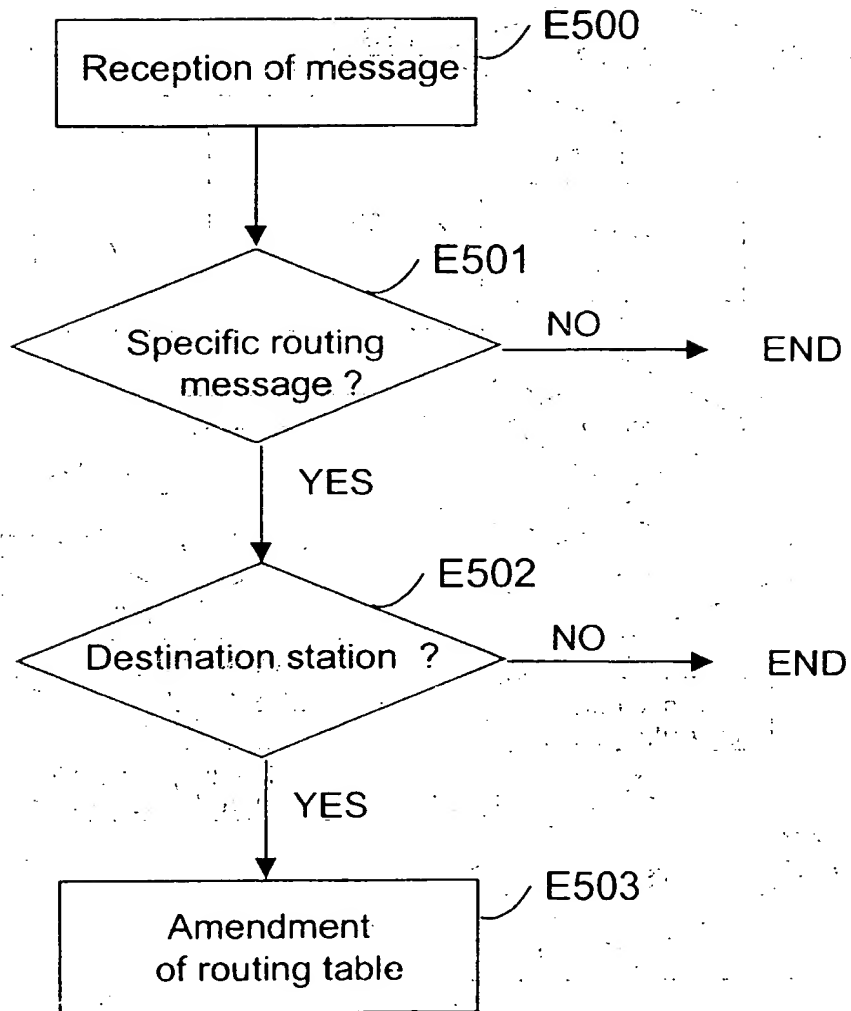 E500
Reception of message
E501
Specific routing
message ?
NO
END
YES
E502
Destination station ?
NO
END
YES
E503
Amendment
of routing table